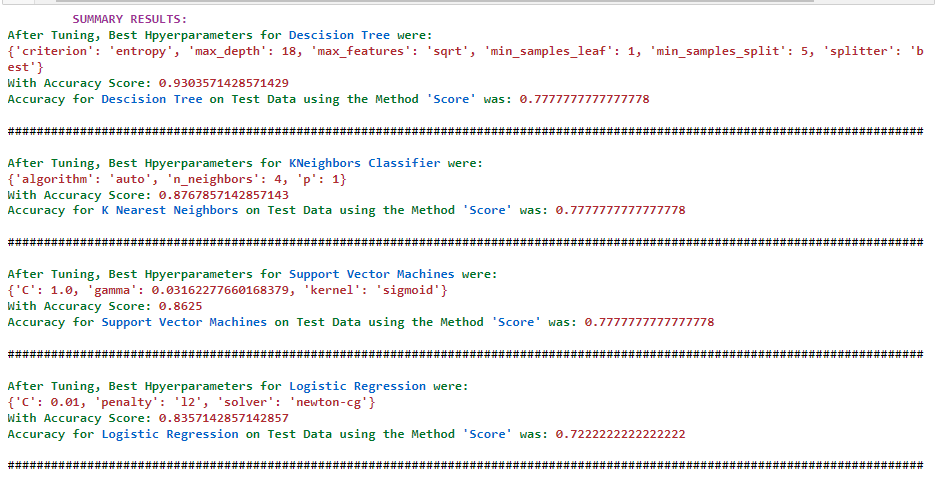 SUMMARY RESULTS:
After Tuning, Best Hpyerparameters for Descision Tree were:
{'criterion': 'entropy', 'max_depth': 18, 'max_features': 'sqrt', 'min_samples_leaf': 1, 'min_samples_split': 5, 'splitter': 'b
est'}
With Accuracy Score: 0.9303571428571429
Accuracy for Descision Tree on Test Data using the Method 'Score' was: 0.7777777777777778
###############################################################################################################################
After Tuning, Best Hpyerparameters for KNeighbors Classifier were:
{'algorithm': 'auto', 'n_neighbors': 4, 'p': 1}
With Accuracy Score: 0.8767857142857143
Accuracy for K Nearest Neighbors on Test Data using the Method 'Score' was: 0.7777777777777778
###############################################################################################################################
After Tuning, Best Hpyerparameters for Support Vector Machines were:
{'C': 1.0, 'gamma': 0.03162277660168379, 'kernel': 'sigmoid'}
With Accuracy Score: 0.8625
Accuracy for Support Vector Machines on Test Data using the Method 'Score' was: 0.7777777777777778
###############################################################################################################################
After Tuning, Best Hpyerparameters for Logistic Regression were:
{'C': 0.01, 'penalty': 'l2', 'solver': 'newton-cg'}
With Accuracy Score: 0.8357142857142857
Accuracy for Logistic Regression on Test Data using the Method 'Score' was: 0.7222222222222222
###############################################################################################################################